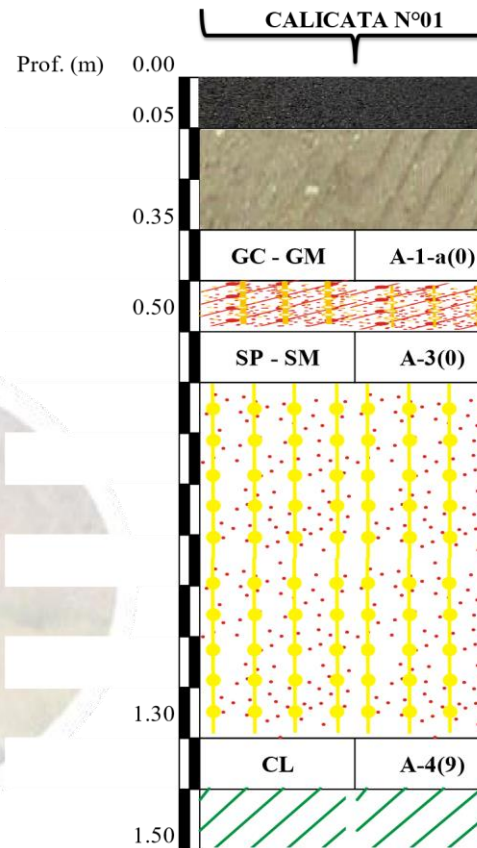 CALICATA N°01
Prof. (m) 0.00
0.05
0.35
GC - GM A-1-a(0)
0.50
SP - SM A-3(0)
1.30
CL A-4(9)
1.50